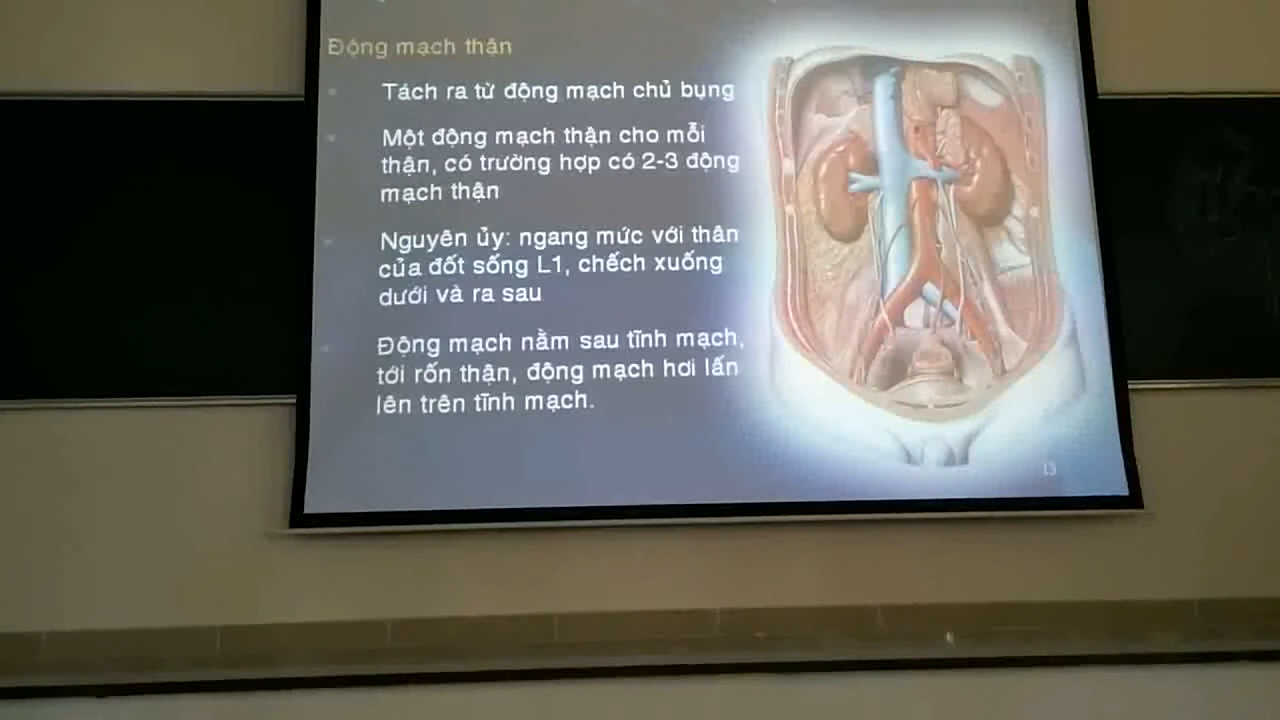 Động mạch thận
Tách ra từ động mạch chủ bụng
Một động mạch thận cho mỗi
thận, có trường hợp có 2-3 động
mạch thận
Nguyên ủy: ngang mức với thân
của đốt sống L1, chếch xuống
dưới và ra sau
Động mạch nằm sau tĩnh mạch,
tới rốn thận, động mạch hơi lấn
lên trên tĩnh mạch.
13